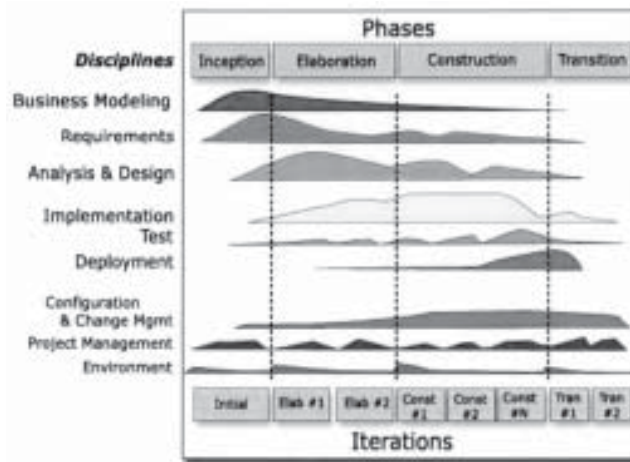 Phases
Disciplines
Inception Elaboration Construction Transition
Business Modeling
Requirements
Analysis & Design
Implementation
Test
Deployment
Configuration
& Change Mgmt
Project Management
Environment
Initial Elab #1 Elab #2 Const #1 Const #2 Const #N Tran #1 Tran #2
Iterations